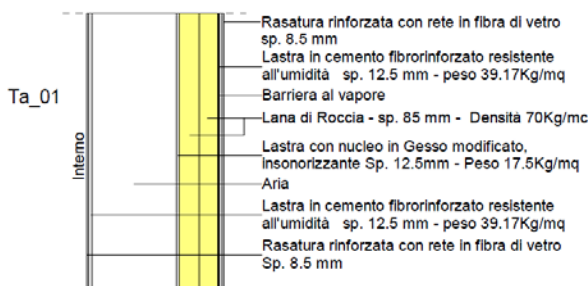 Ta_01
Interno
Rasatura rinforzata con rete in fibra di vetro
sp. 8.5 mm
Lastra in cemento fibrorinforzato resistente
all'umidità sp. 12.5 mm - peso 39.17Kg/mq
Barriera al vapore
Lana di Roccia - sp. 85 mm - Densità 70Kg/mc
Lastra con nucleo in Gesso modificato,
insonorizzante Sp. 12.5mm - Peso 17.5Kg/mq
Aria
Lastra in cemento fibrorinforzato resistente
all'umidità sp. 12.5 mm - peso 39.17Kg/mq
Rasatura rinforzata con rete in fibra di vetro
Sp. 8.5 mm